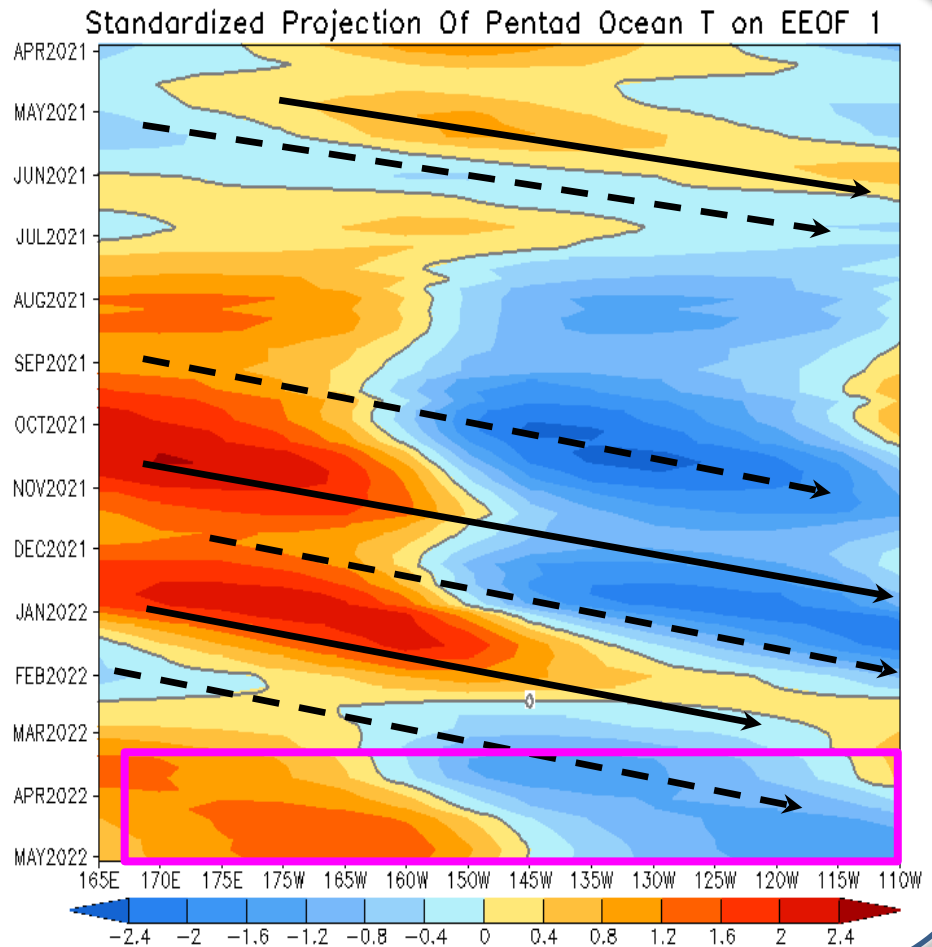 Standardized Projection Of Pentad Ocean T on EEOF 1
APR2021
MAY2021
JUN2021
JUL2021
AUG2021
SEP2021
OCT2021
NOV2021
DEC2021
JAN2022
FEB2022
0
MAR2022
APR2022
MAY2022
165E 170E 175E 175W 165W 160W 150W 145W 135W 130W 125W 120W 115W 110W
-2.4 -2 -1.6 -1.2 -0.8 -0.4 0 0.4 0.8 1.2 1.6 2 2.4